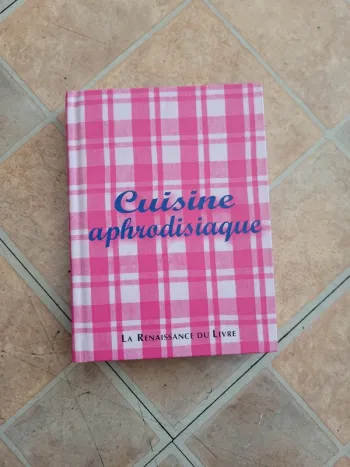 Cuisine
aphrodisiaque
La Renaissance du Livre